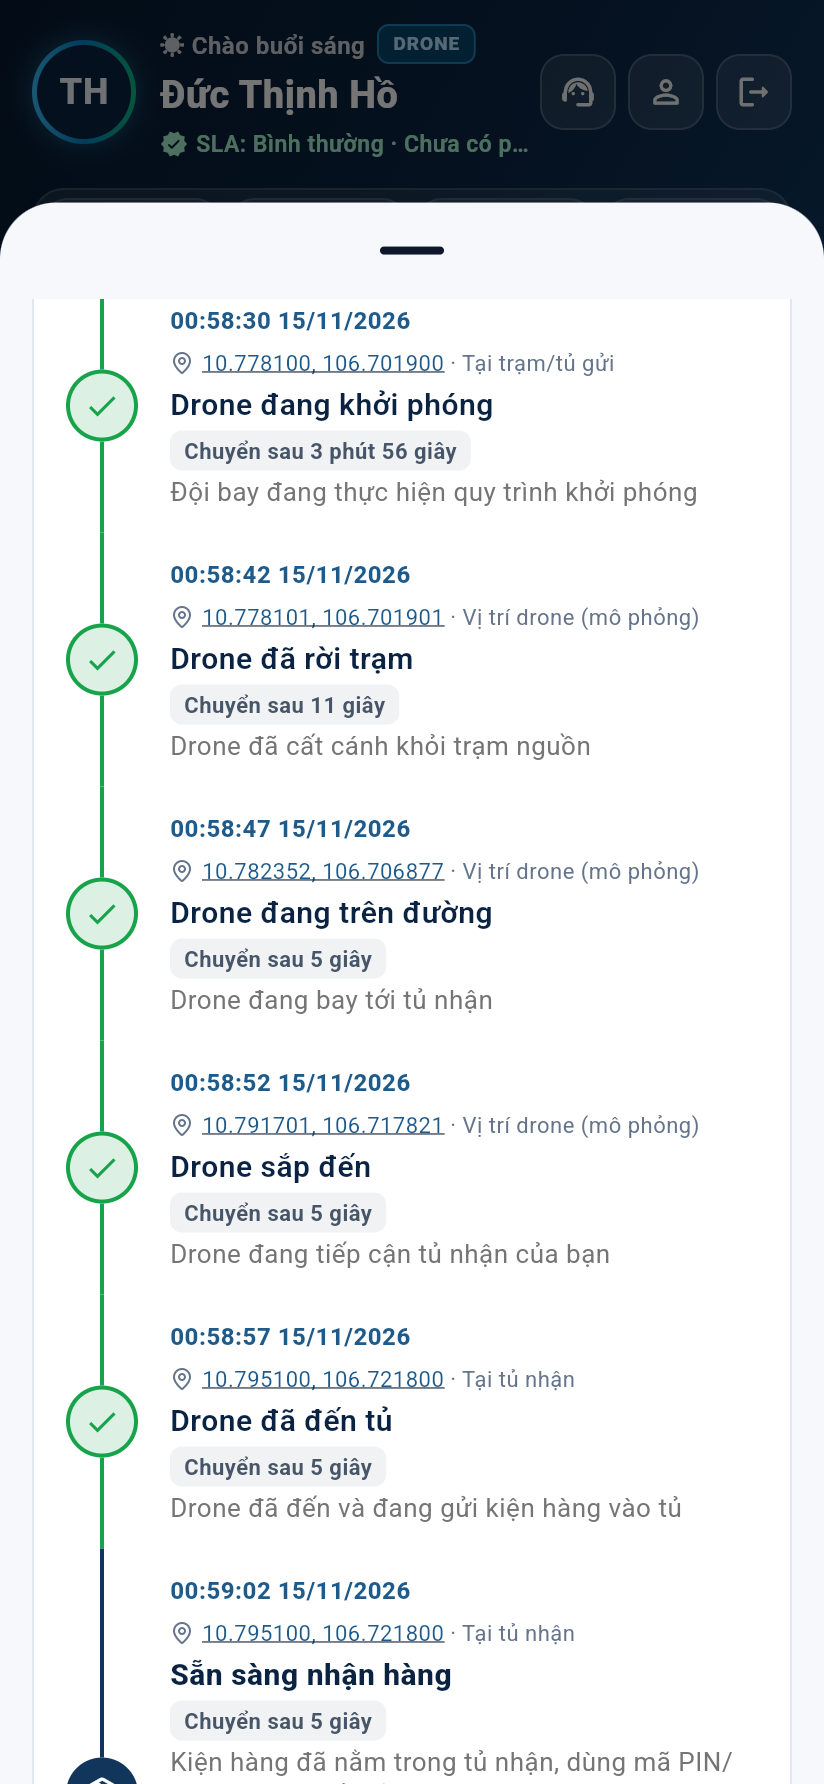 TH
Chào buổi sáng
DRONE
Đức Thịnh Hồ
SLA: Bình thường · Chưa có p...
00:58:30 15/11/2026
10.778100, 106.701900 · Tại trạm/tủ gửi
Drone đang khởi phóng
Chuyển sau 3 phút 56 giây
Đội bay đang thực hiện quy trình khởi phóng
00:58:42 15/11/2026
10.778101, 106.701901 · Vị trí drone (mô phỏng)
Drone đã rời trạm
Chuyển sau 11 giây
Drone đã cất cánh khỏi trạm nguồn
00:58:47 15/11/2026
10.782352, 106.706877 · Vị trí drone (mô phỏng)
Drone đang trên đường
Chuyển sau 5 giây
Drone đang bay tới tủ nhận
00:58:52 15/11/2026
10.791701, 106.717821 · Vị trí drone (mô phỏng)
Drone sắp đến
Chuyển sau 5 giây
Drone đang tiếp cận tủ nhận của bạn
00:58:57 15/11/2026
10.795100, 106.721800 · Tại tủ nhận
Drone đã đến tủ
Chuyển sau 5 giây
Drone đã đến và đang gửi kiện hàng vào tủ
00:59:02 15/11/2026
10.795100, 106.721800 · Tại tủ nhận
Sẵn sàng nhận hàng
Chuyển sau 5 giây
Kiện hàng đã nằm trong tủ nhận, dùng mã PIN/